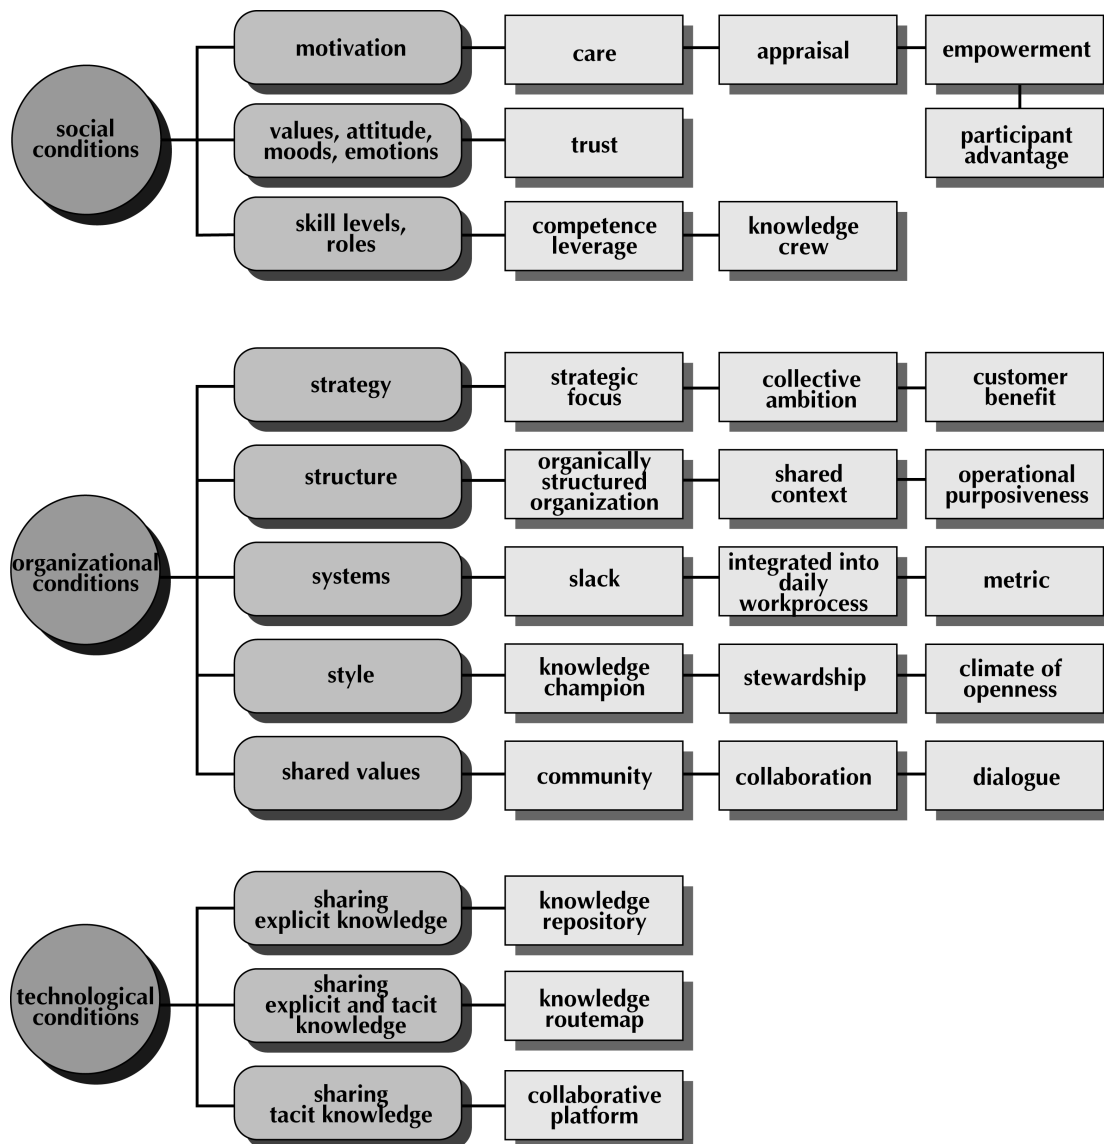 social
conditions
motivation
care
appraisal
empowerment
participant
advantage
values, attitude,
moods, emotions
trust
skill levels,
roles
competence
leverage
knowledge
crew
organizational
conditions
strategy
strategic
focus
collective
ambition
customer
benefit
structure
organically
structured
organization
shared
context
operational
purposiveness
systems
slack
integrated into
daily
workprocess
metric
style
knowledge
champion
stewardship
climate of
openness
shared values
community
collaboration
dialogue
technological
conditions
sharing
explicit knowledge
knowledge
repository
sharing
explicit and tacit
knowledge
knowledge
routemap
sharing
tacit knowledge
collaborative
platform